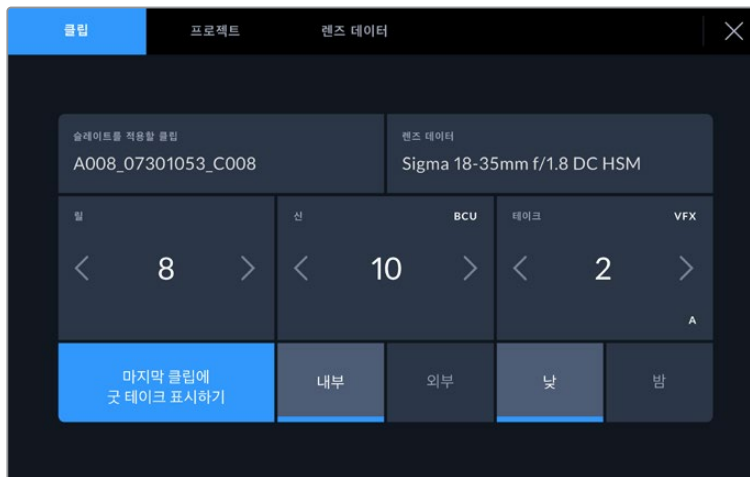 클립 프로젝트 렌즈 데이터
슬레이트를 적용할 클립 렌즈 데이터
A008_07301053_C008 Sigma 18-35mm f/1.8 DC HSM
릴 신 BCU 테이크 VFX
8 10 2
A
마지막 클립에
굿 테이크 표시하기
내부 외부 낮 밤